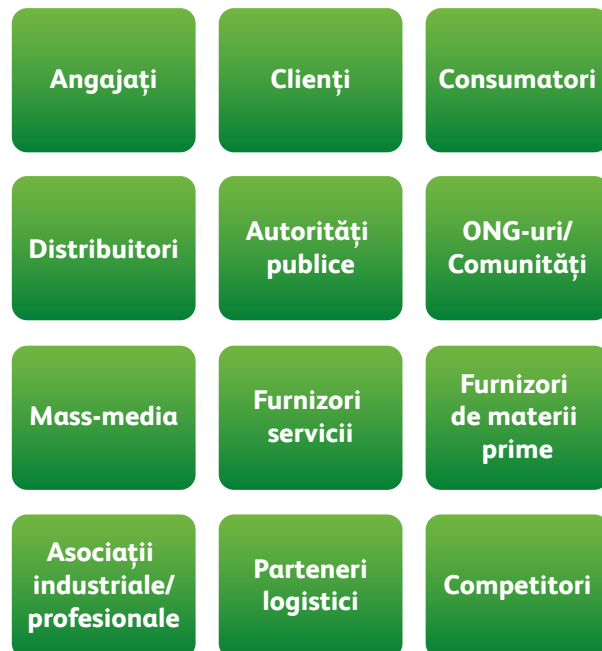 Angajați
Clienți
Consumatori
Distribuitori
Autorități
publice
ONG-uri/
Comunități
Mass-media
Furnizori
servicii
Furnizori
de materii
prime
Asociații
industriale/
profesionale
Parteneri
logistici
Competitori